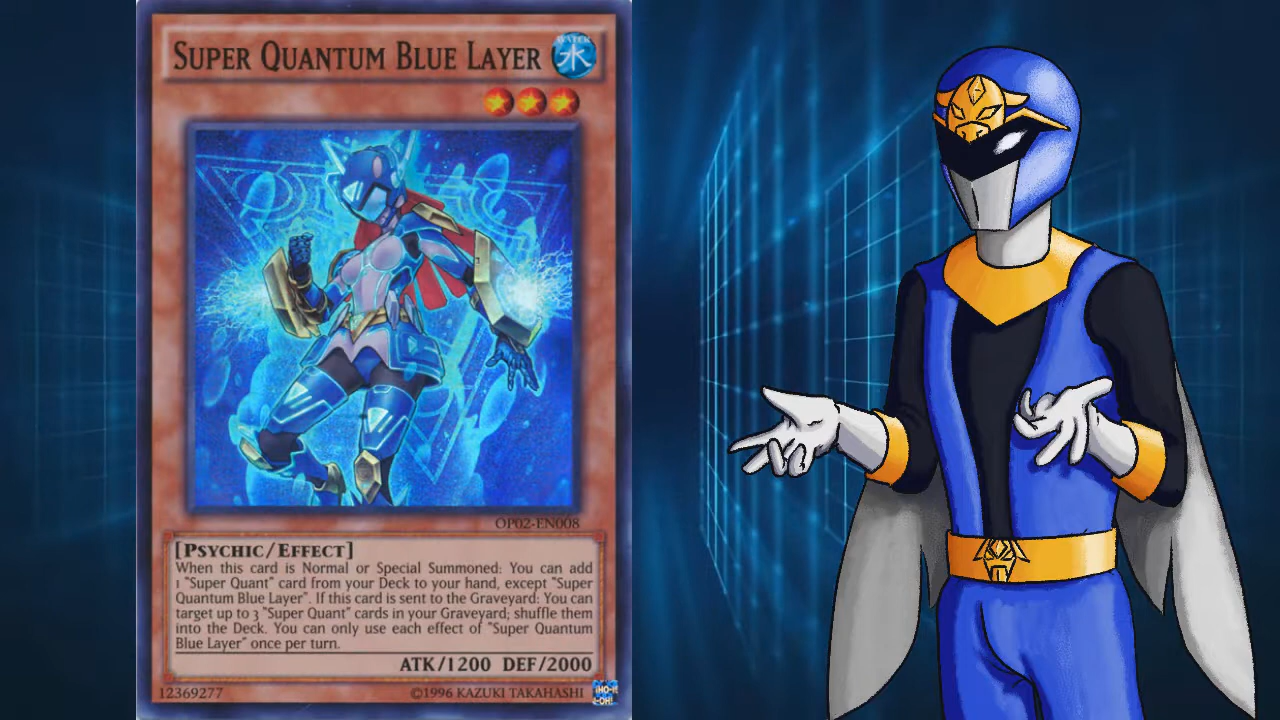 SUPER QUANTUM BLUE LAYER
WATER
水
OP02-EN008
[PSYCHIC/EFFECT]
When this card is Normal or Special Summoned: You can add
1 "Super Quant" card from your Deck to your hand, except "Super
Quantum Blue Layer". If this card is sent to the Graveyard: You can
target up to 3 "Super Quant" cards in your Graveyard; shuffle them
into the Deck. You can only use each effect of "Super Quantum
Blue Layer" once per turn.
ATK/1200 DEF/2000
12369277
©1996 KAZUKI TAKAHASHI